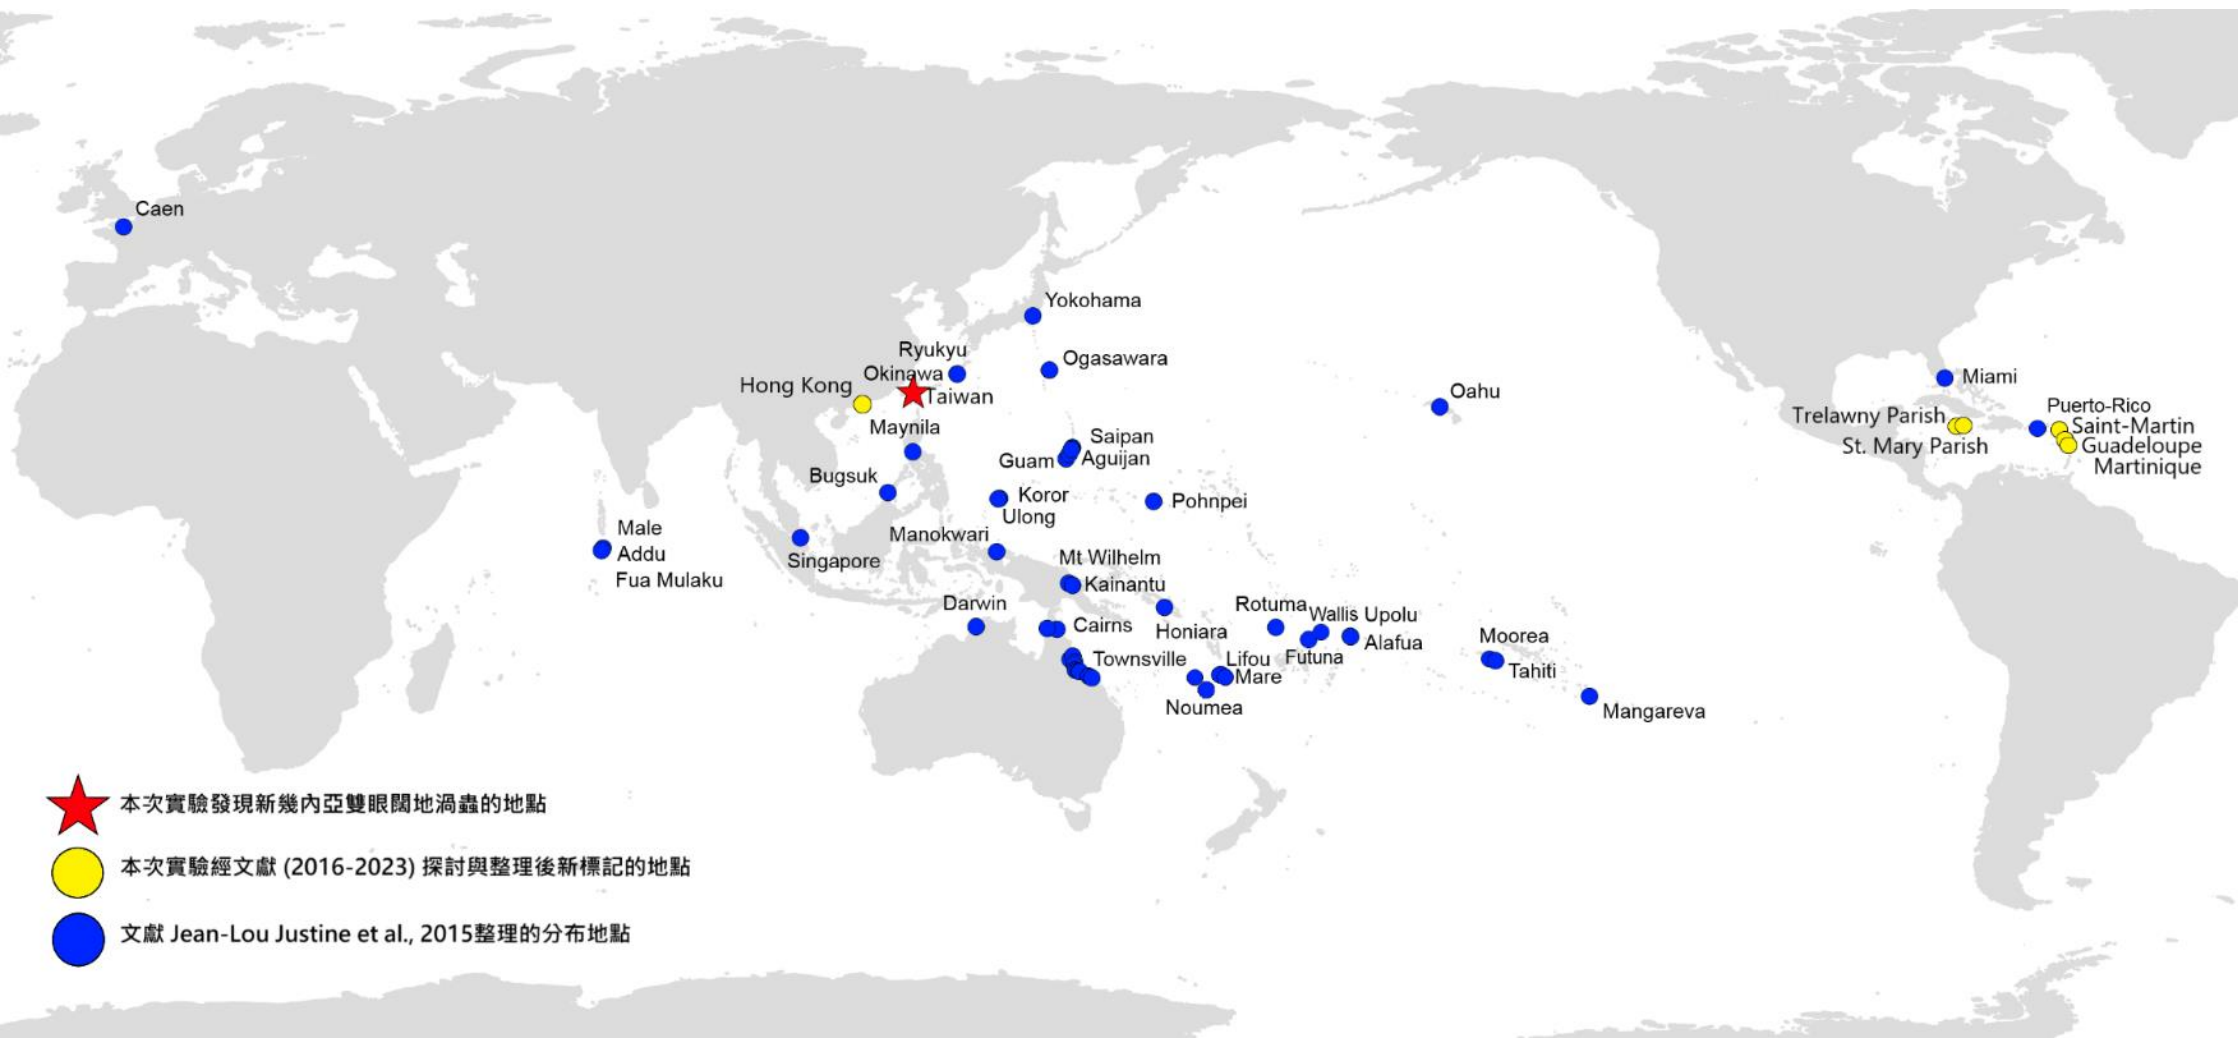 Caen
Yokohama
Ryukyu
Ogasawara
Okinawa
Hong Kong
Taiwan
Miami
Oahu
Puerto-Rico
Trelawny Parish
Saint-Martin
Maynila
Saipan
St. Mary Parish
Guadeloupe
Guam
Aguijan
Martinique
Bugsuk
Koror
Pohnpei
Ulong
Male
Manokwari
Addu
Singapore
Mt Wilhelm
Fua Mulaku
Kainantu
Darwin
Rotuma
Wallis
Upolu
Cairns
Honiara
Moorea
Alafua
Townsville
Lifou
Futuna
Tahiti
Mare
Noumea
Mangareva
本次實驗發現新幾內亞雙眼闊地渦蟲的地點
本次實驗經文獻 (2016-2023) 探討與整理後新標記的地點
文獻 Jean-Lou Justine et al., 2015整理的分布地點